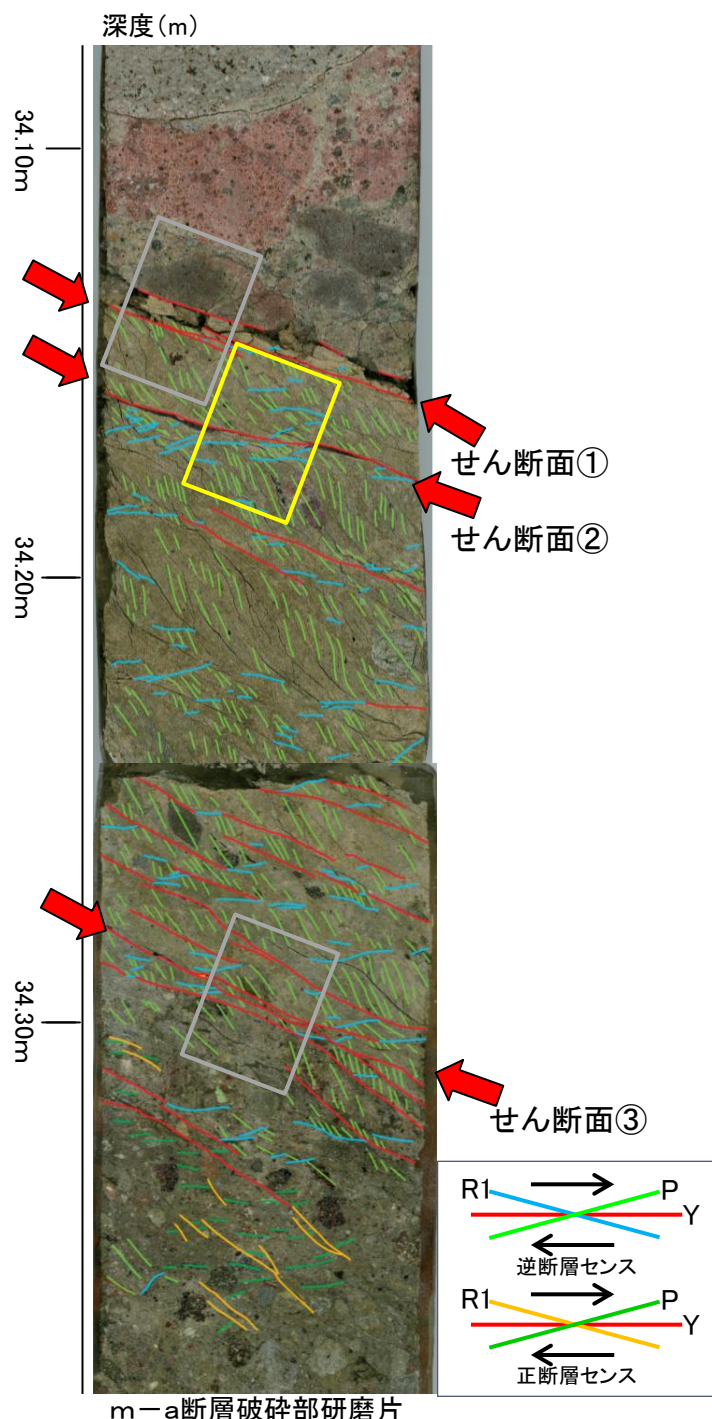 深度(m)
34.10m
せん断面①
せん断面②
34.20m
34.30m
せん断面③
R1
P
Y
逆断層センス
R1
P
Y
正断層センス
m-a断層破砕部研磨片